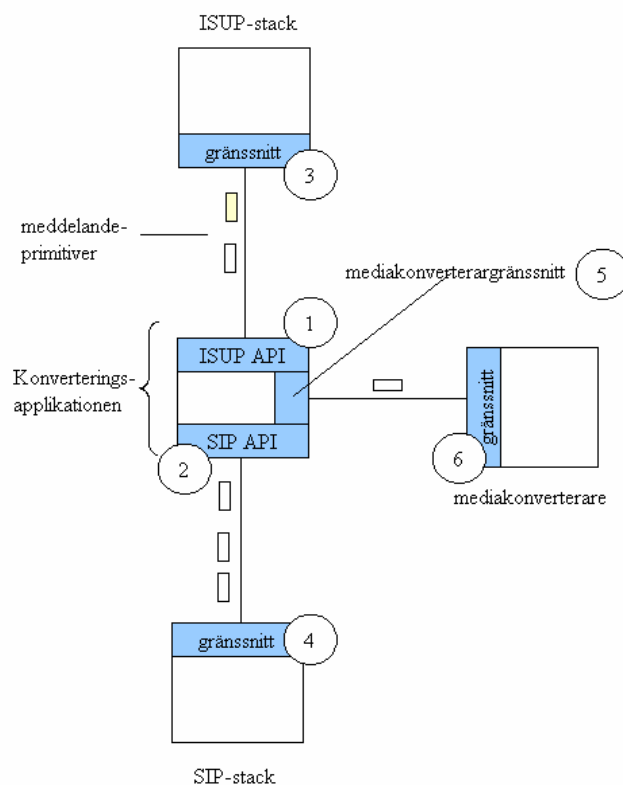 ISUP-stack
gränssnitt
3
meddelande-
primitiver
mediakonverterargränssnitt
5
1
ISUP API
Konverterings-
applikationen
SIP API
2
gränssnitt
6
mediakonverterare
gränssnitt
4
SIP-stack